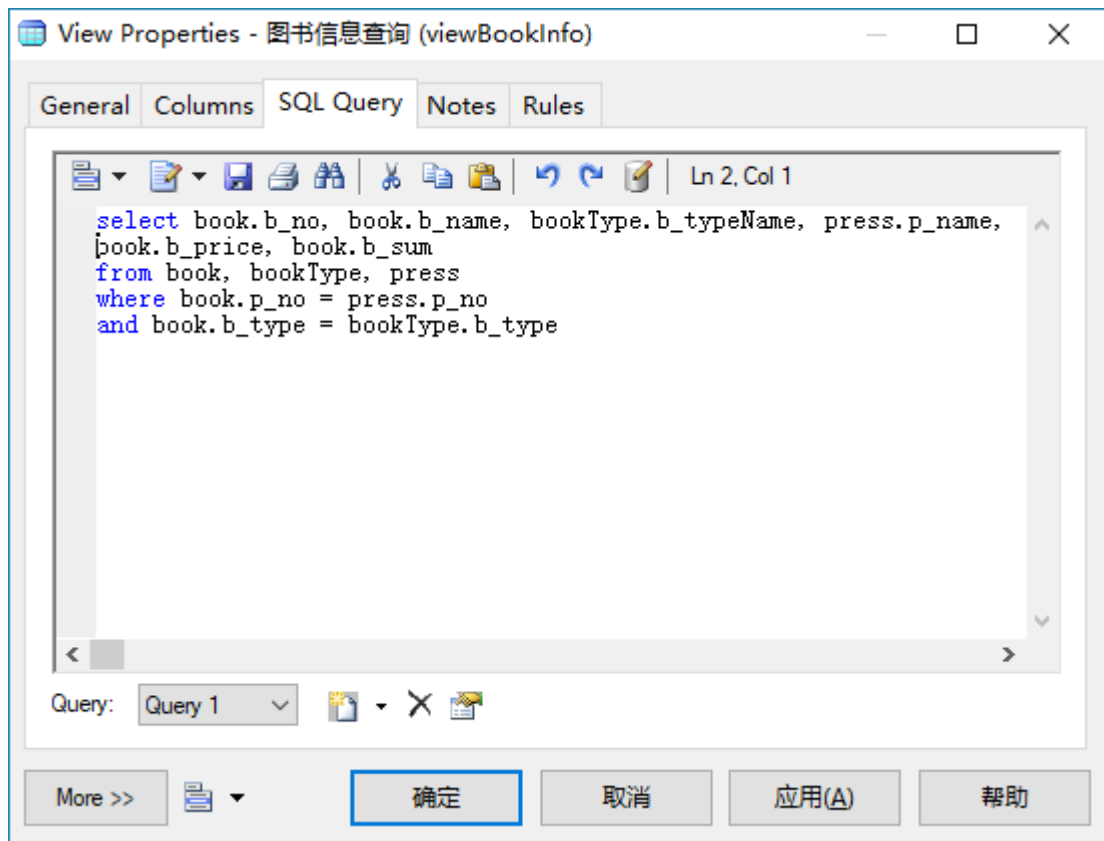 View Properties - 图书信息查询 (viewBookInfo)
General Columns SQL Query Notes Rules
Ln 2, Col 1
select book.b_no, book.b_name, bookType.b_typeName, press.p_name,
book.b_price, book.b_sum
from book, bookType, press
where book.p_no = press.p_no
and book.b_type = bookType.b_type
Query: Query 1
More >> 确定 取消 应用(A) 帮助